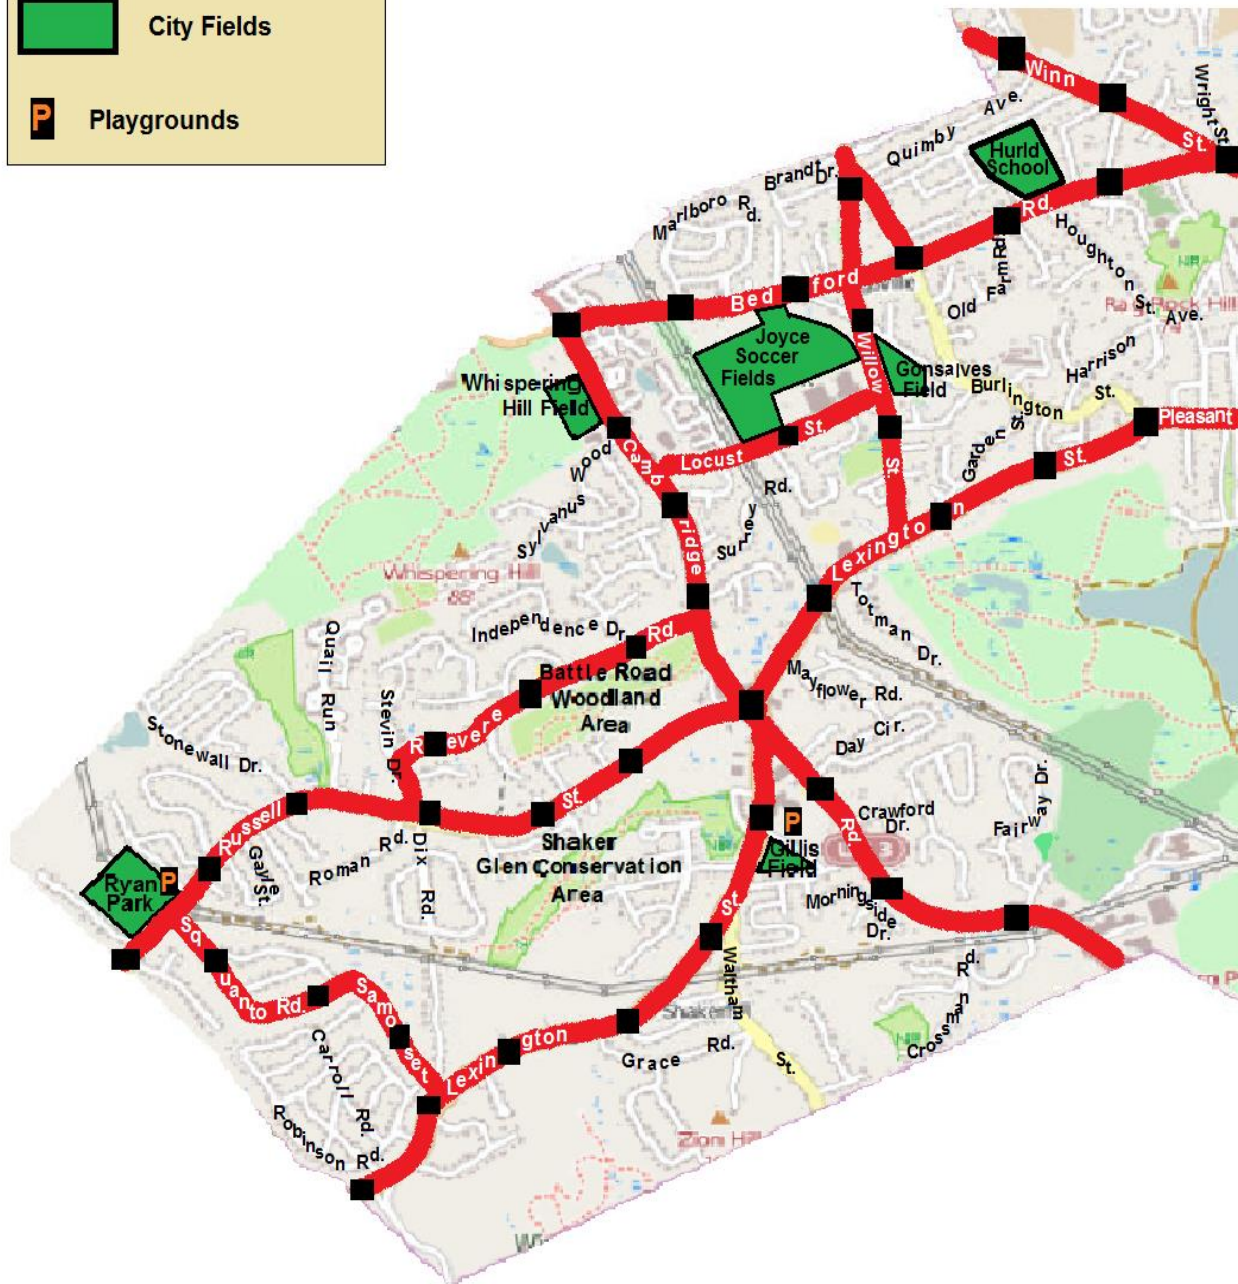 City Fields
P
Playgrounds
Winn
St.
Wright St.
Quimby Ave.
Hurld
School
Brandt Dr.
Marlboro Rd.
Bedford
Rd.
Houghton
St.
Old Farm Rd.
Ave.
Harrison
Joyce
Soccer
Fields
Willow
St.
Gonsalves
Field
Burlington
St.
Pleasant
St.
Garden St.
Whispering
Hill Field
Cambridge
Locust
St.
Sylvanus
Wood
Surrey
Rd.
Whispering Hill
Lexington
Totman
Dr.
Independence Dr.
Rd.
Battle Road
Woodland
Area
Mayflower Rd.
Quail
Run
Stevin Dr.
Revere
Day Cir.
Stonewall Dr.
Russell
St.
P
Rd.
Crawford
Dr.
Fairway Dr.
Gillis
Field
Shaker
Glen Conservation
Area
Roman Rd.
Dix
Rd.
Gayle
St.
Ryan
Park
P
Morningside
Dr.
St.
Squanto Rd.
Samoset
Waltham
St.
Crossman
Rd.
Lexington
Grace Rd.
Carroll
Rd.
Robinson Rd.